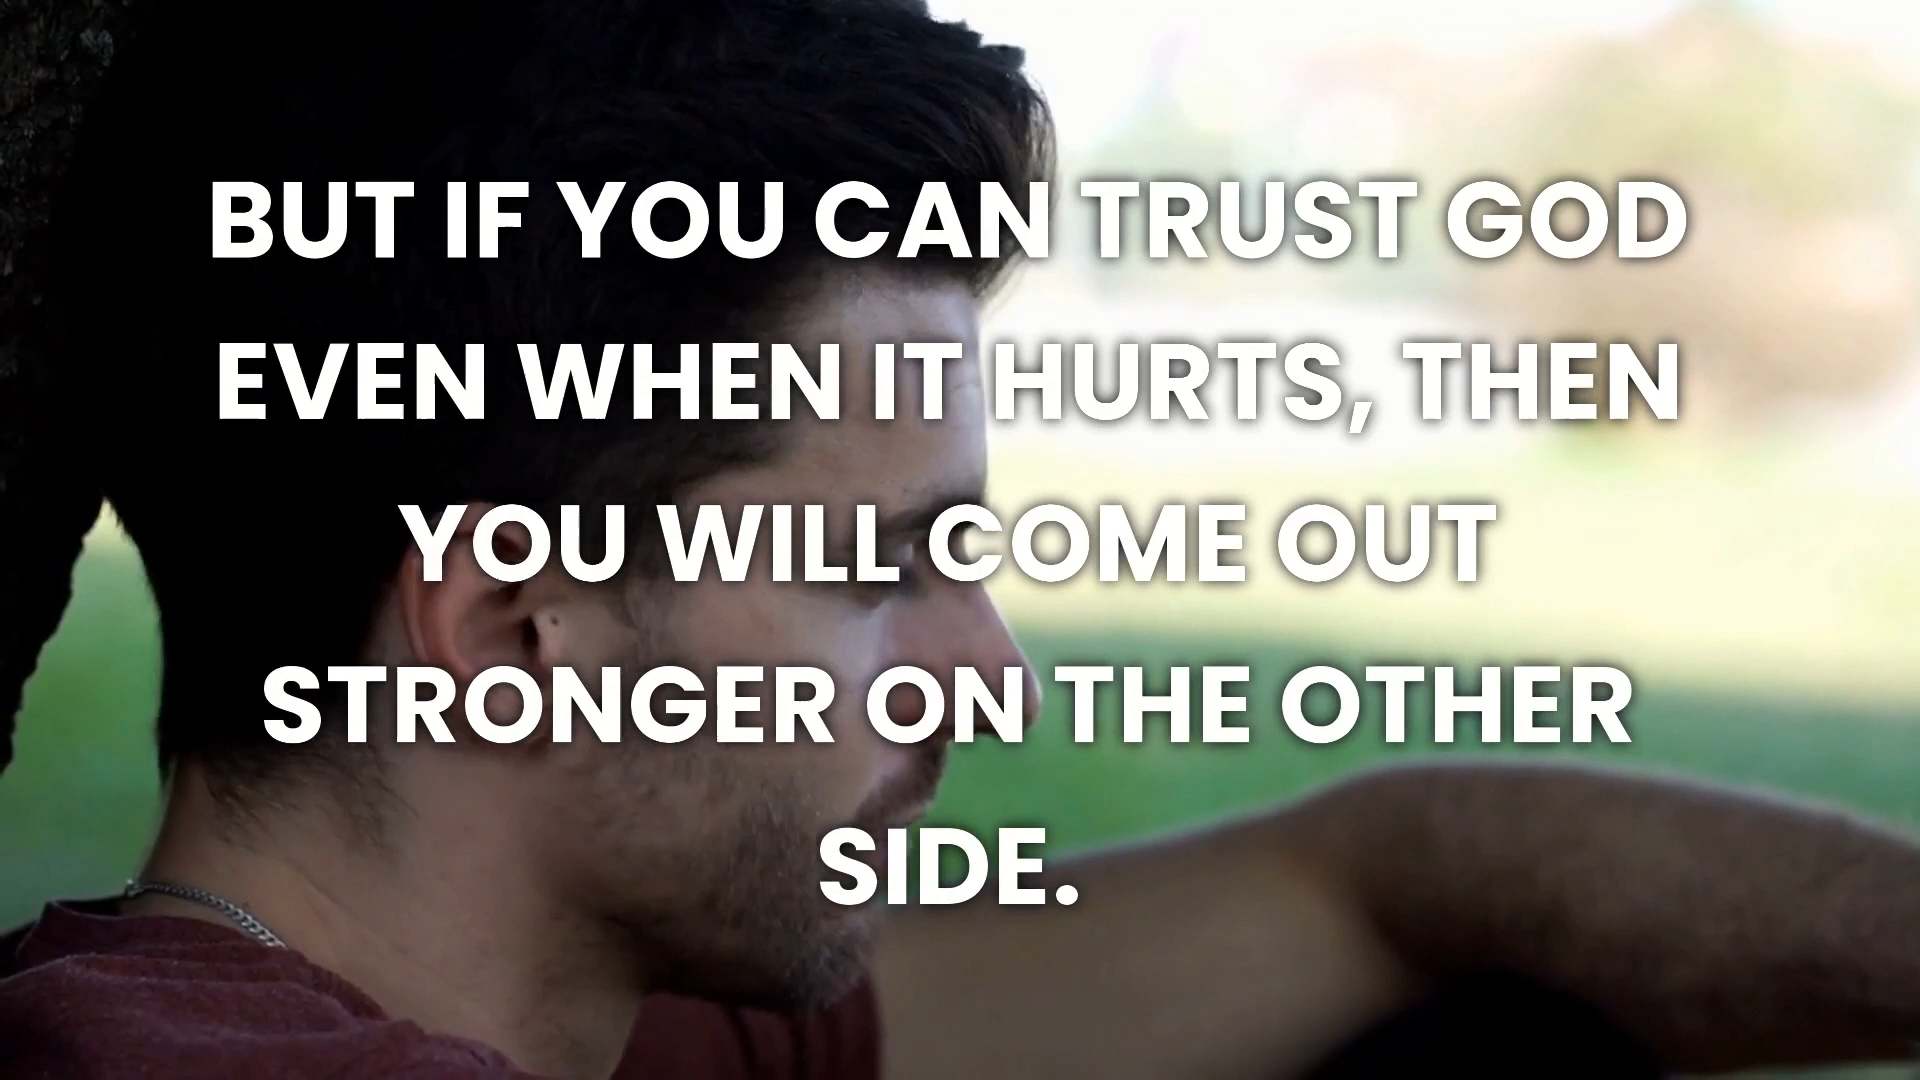 BUT IF YOU CAN TRUST GOD
EVEN WHEN IT HURTS, THEN
YOU WILL COME OUT
STRONGER ON THE OTHER
SIDE.